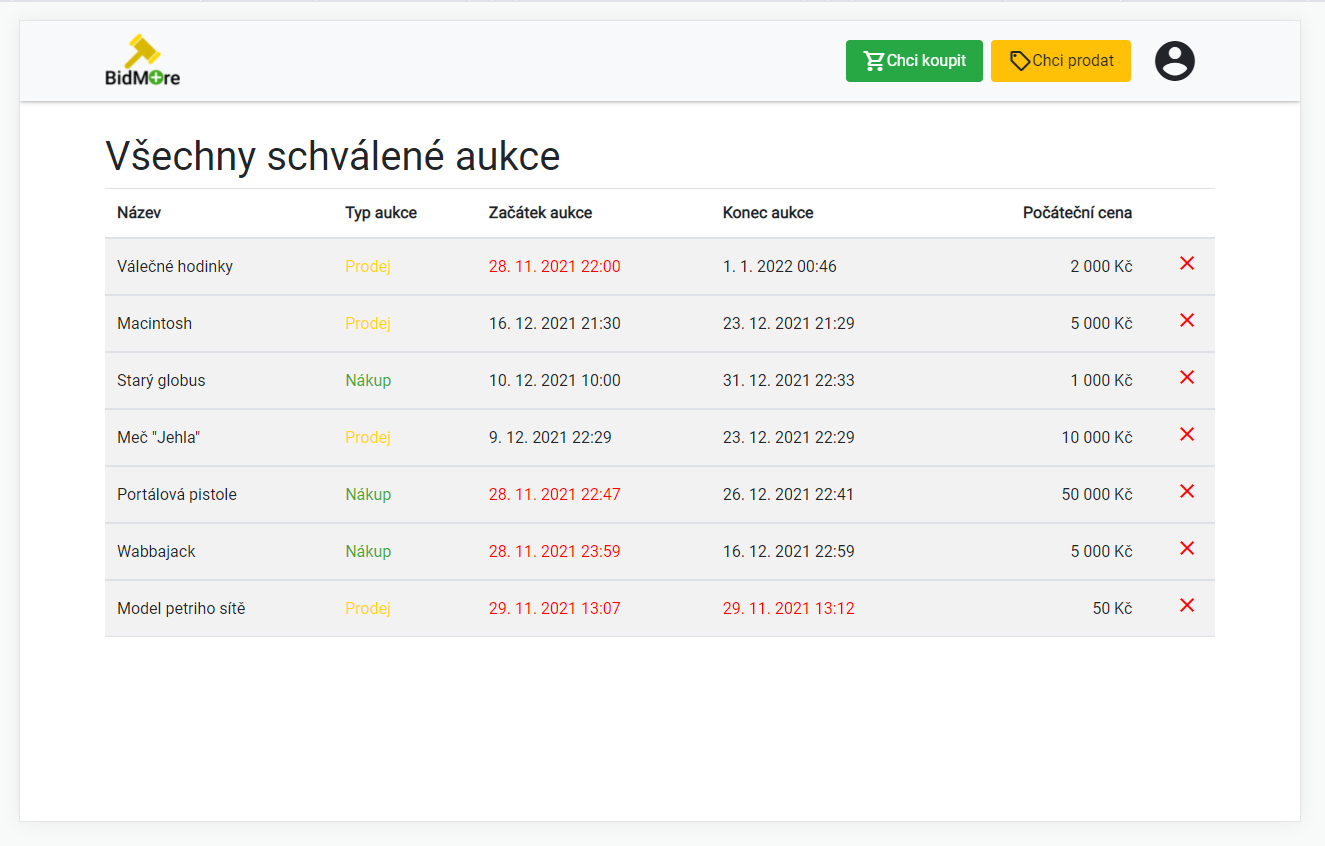 BidMore
Chci koupit
Chci prodat
Všechny schválené aukce
Název Typ aukce Začátek aukce Konec aukce Počáteční cena
Válečné hodinky Prodej 28. 11. 2021 22:00 1. 1. 2022 00:46 2 000 Kč
Macintosh Prodej 16. 12. 2021 21:30 23. 12. 2021 21:29 5 000 Kč
Starý globus Nákup 10. 12. 2021 10:00 31. 12. 2021 22:33 1 000 Kč
Meč "Jehla" Prodej 9. 12. 2021 22:29 23. 12. 2021 22:29 10 000 Kč
Portálová pistole Nákup 28. 11. 2021 22:47 26. 12. 2021 22:41 50 000 Kč
Wabbajack Nákup 28. 11. 2021 23:59 16. 12. 2021 22:59 5 000 Kč
Model petriho sítě Prodej 29. 11. 2021 13:07 29. 11. 2021 13:12 50 Kč